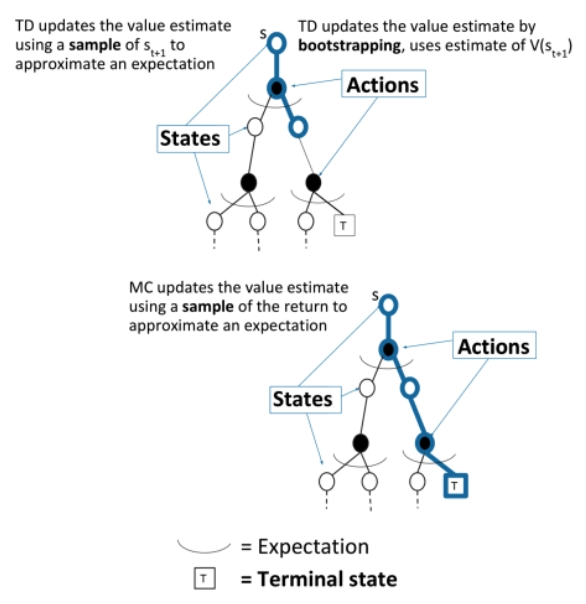 TD updates the value estimate
using a sample of s_{t+1} to
approximate an expectation
TD updates the value estimate by
bootstrapping, uses estimate of V(s_{t+1})
s
Actions
States
T
MC updates the value estimate
using a sample of the return to
approximate an expectation
s
Actions
States
T
= Expectation
T = Terminal state